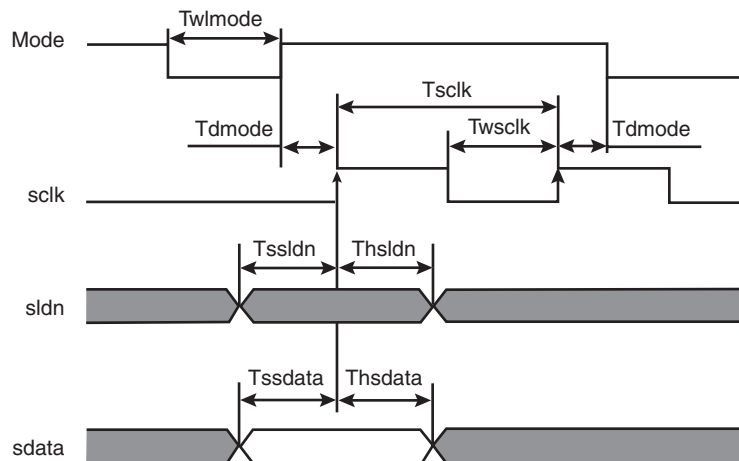 Twlmode
Mode
Tsclk
Tdmode
Twsclk
Tdmode
sclk
Tssldn
Thsldn
sldn
Tssdata
Thsdata
sdata